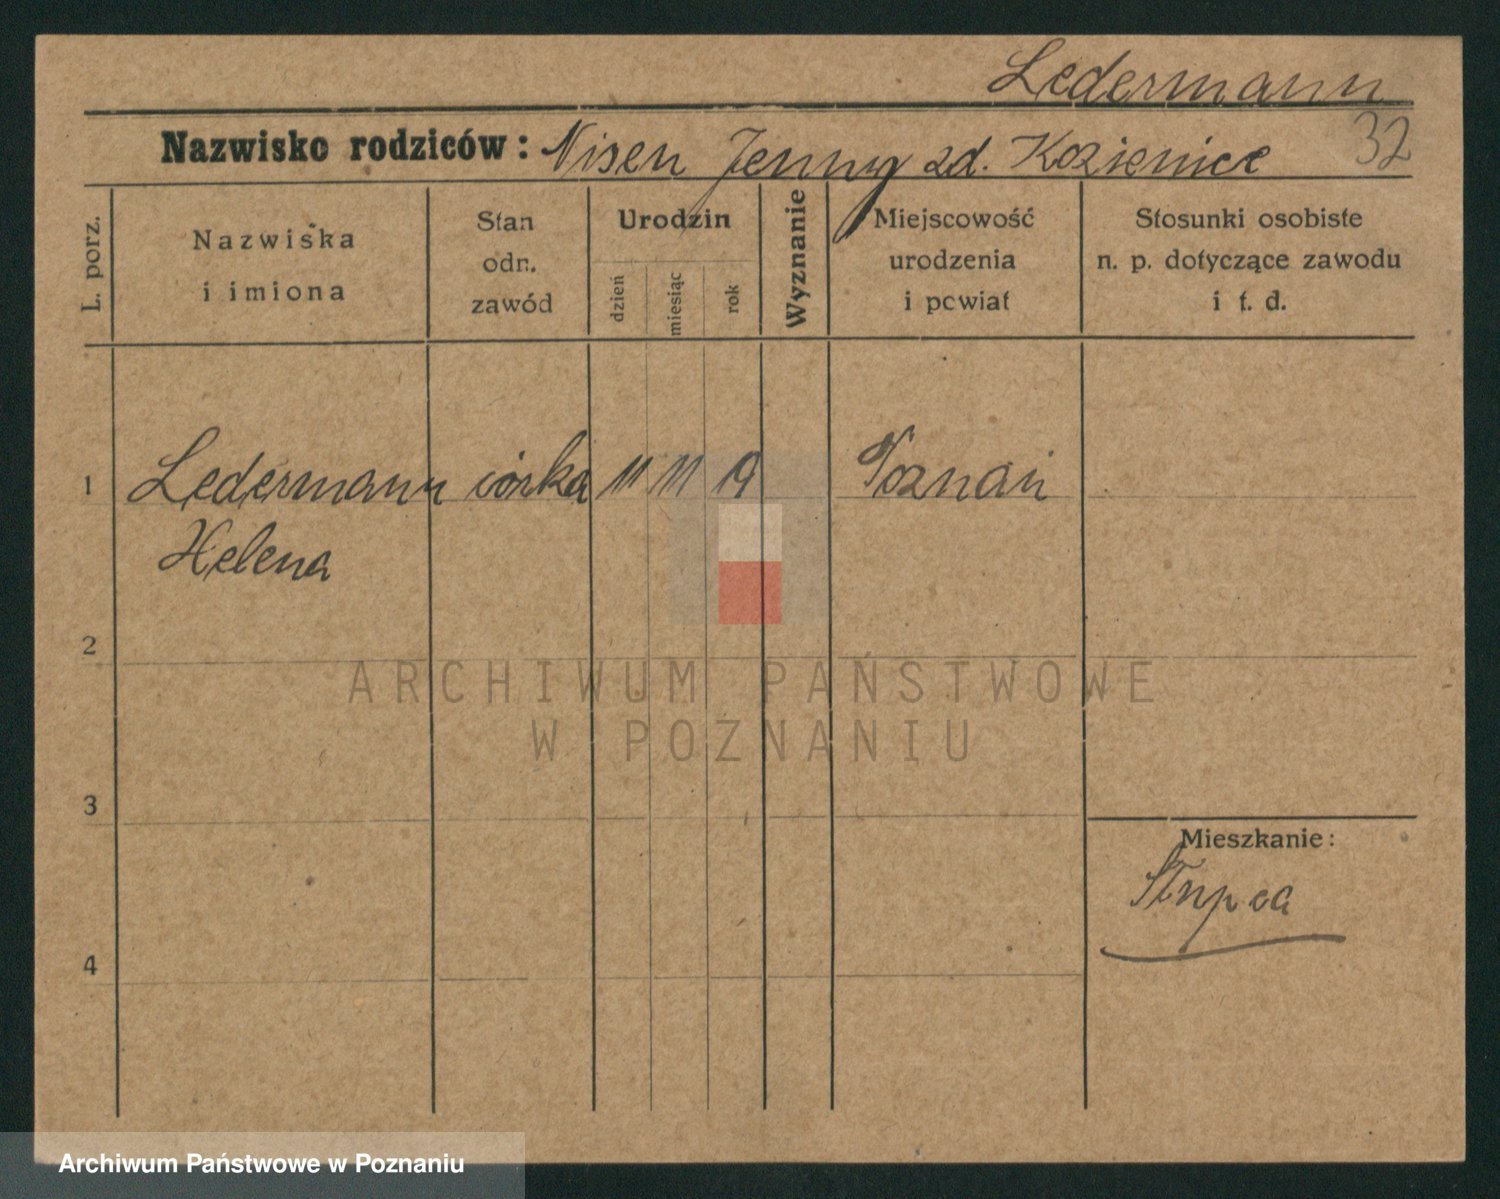 Ledermann
Nazwisko rodziców: Nisen Jenny zd. Kozienice 32
L. porz.
Nazwiska
i imiona
Stan
odn.
zawód
Urodzin
dzień
miesiąc
rok
Wyznanie
Miejscowość
urodzenia
i powiat
Stosunki osobiste
n. p. dotyczące zawodu
i t. d.
1 Ledermann córka 11 11 19 Poznań
Helena
2
ARCHIWUM PAŃSTWOWE
W POZNANIU
3
Mieszkanie:
Słupca
4
Archiwum Państwowe w Poznaniu